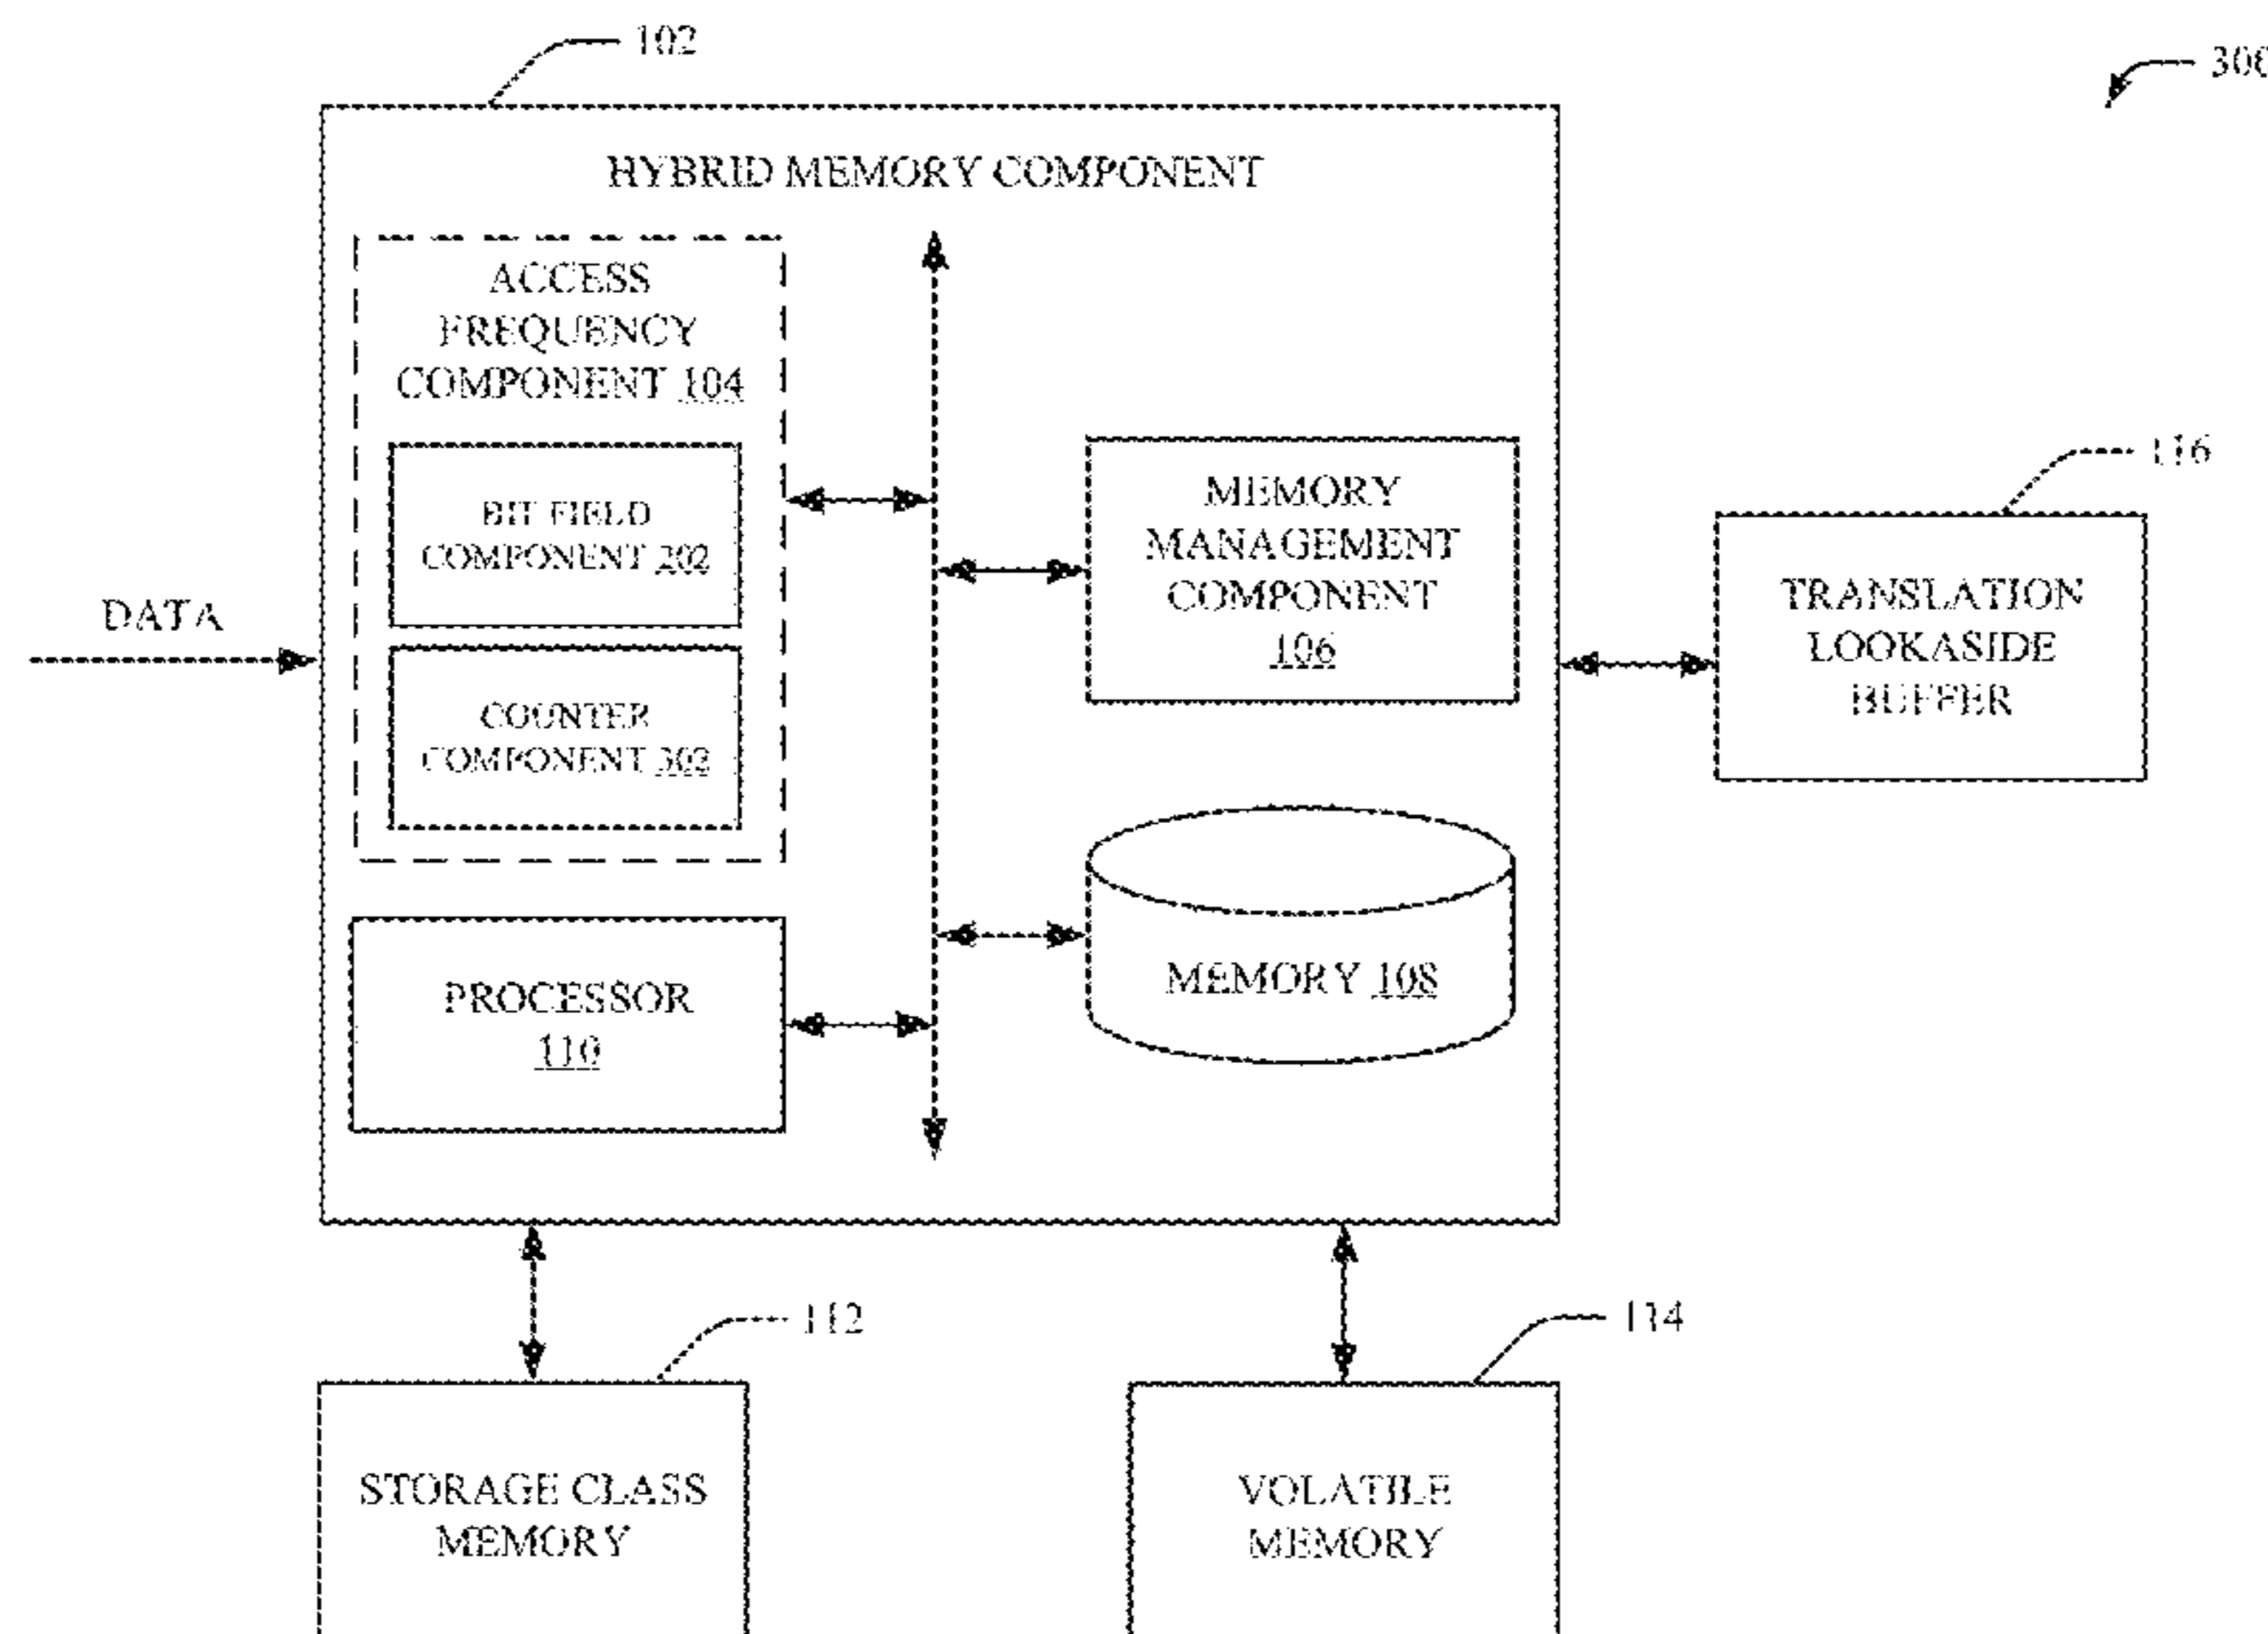 102
300
HYBRID MEMORY COMPONENT
ACCESS
FREQUENCY
COMPONENT 104
BIT FIELD
COMPONENT 202
COUNTER
COMPONENT 302
MEMORY
MANAGEMENT
COMPONENT
106
116
TRANSLATION
LOOKASIDE
BUFFER
DATA
PROCESSOR
110
MEMORY 108
112
114
STORAGE CLASS
MEMORY
VOLATILE
MEMORY